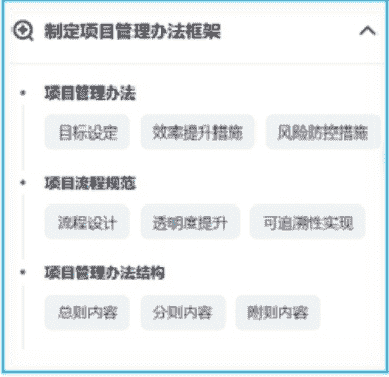 制定项目管理办法框架
项目管理办法
目标设定 效率提升措施 风险防控措施
项目流程规范
流程设计 透明度提升 可追溯性实现
项目管理办法结构
总则内容 分则内容 附则内容